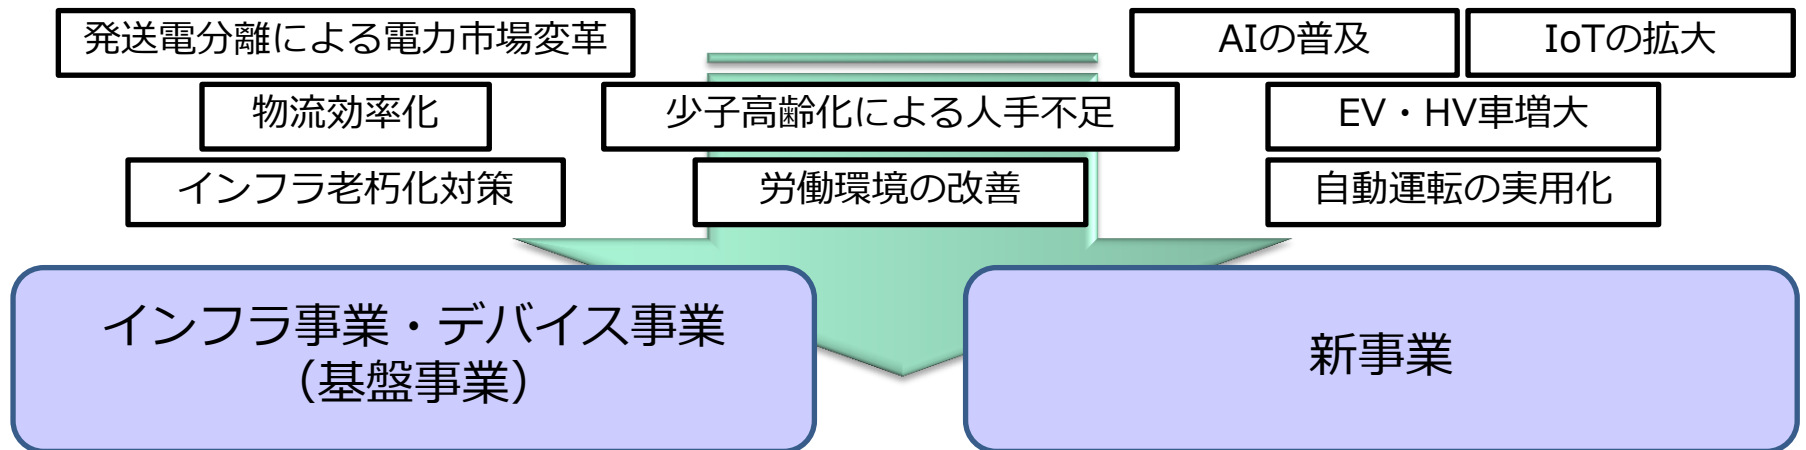 発送電分離による電力市場変革
AIの普及
IoTの拡大
物流効率化
少子高齢化による人手不足
EV・HV車増大
インフラ老朽化対策
労働環境の改善
自動運転の実用化
インフラ事業・デバイス事業
（基盤事業）
新事業